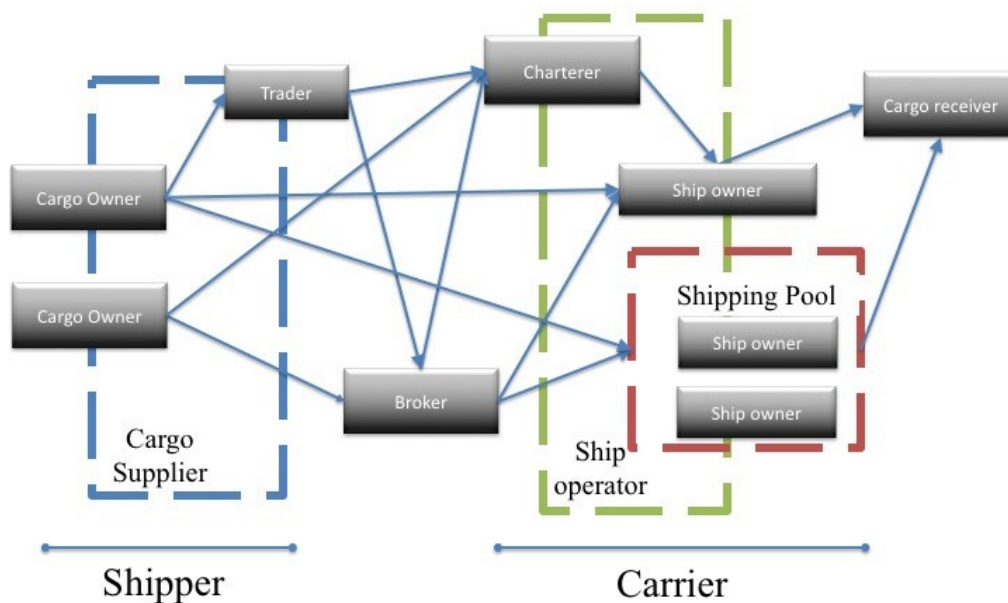 Charterer
Trader
Cargo receiver
Cargo Owner
Ship owner
Cargo Owner
Shipping Pool
Ship owner
Broker
Ship owner
Cargo
Supplier
Ship
operator
Shipper
Carrier